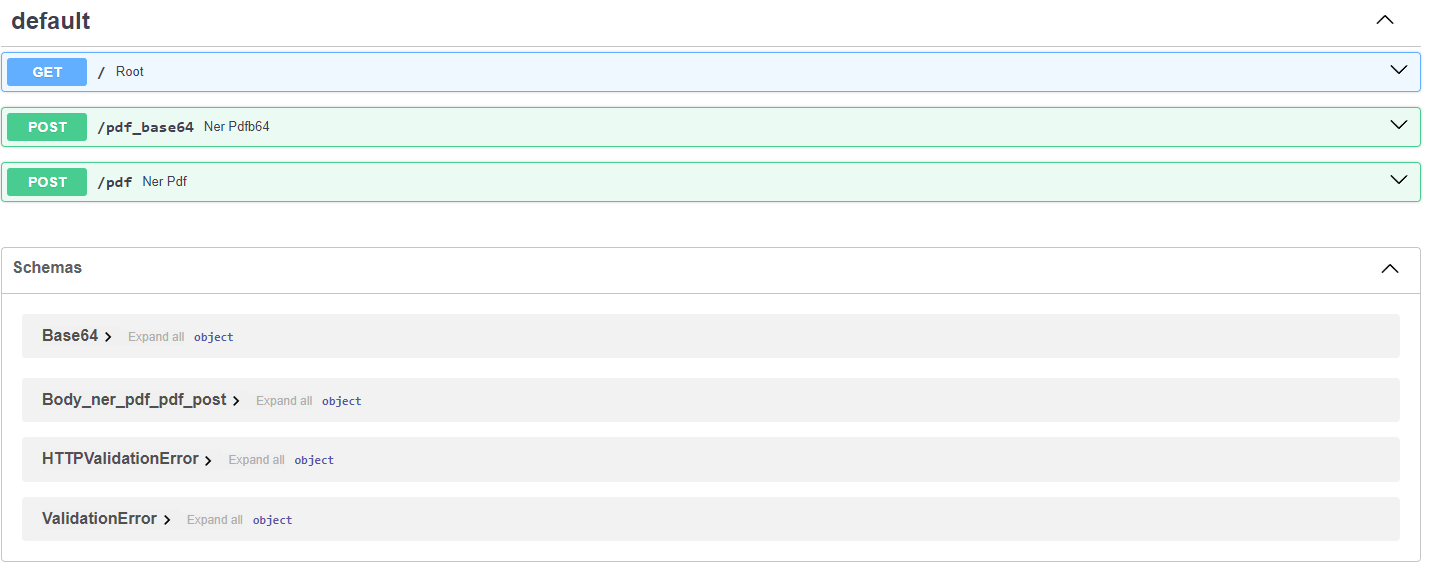 default
GET / Root
POST /pdf_base64 Ner Pdfb64
POST /pdf Ner Pdf
Schemas
Base64 Expand all object
Body_ner_pdf_pdf_post Expand all object
HTTPValidationError Expand all object
ValidationError Expand all object